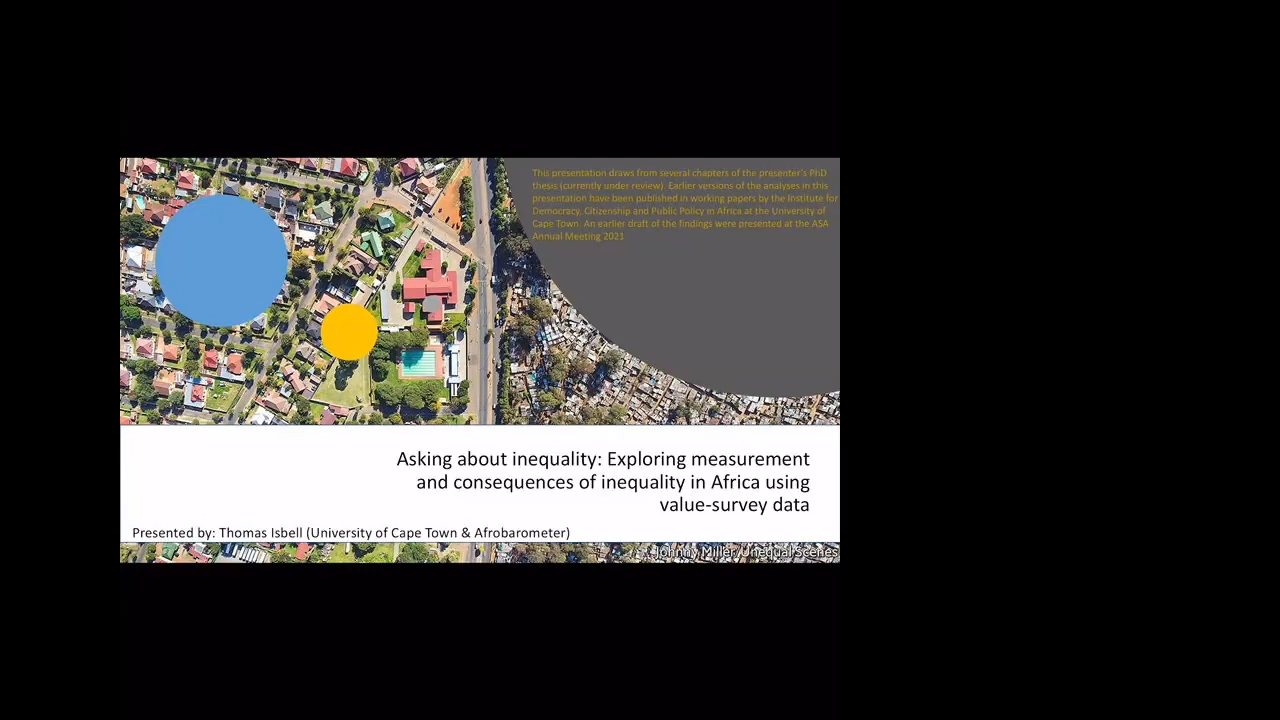 This presentation draws from several chapters of the presenter's PhD
thesis (currently under review). Earlier versions of the analyses in this
presentation have been published in working papers by the Institute for
Democracy, Citizenship and Public Policy in Africa at the University of
Cape Town. An earlier draft of the findings were presented at the ASA
Annual Meeting 2021
Asking about inequality: Exploring measurement
and consequences of inequality in Africa using
value-survey data
Presented by: Thomas Isbell (University of Cape Town & Afrobarometer)
Johnny Miller/Unequal Scenes